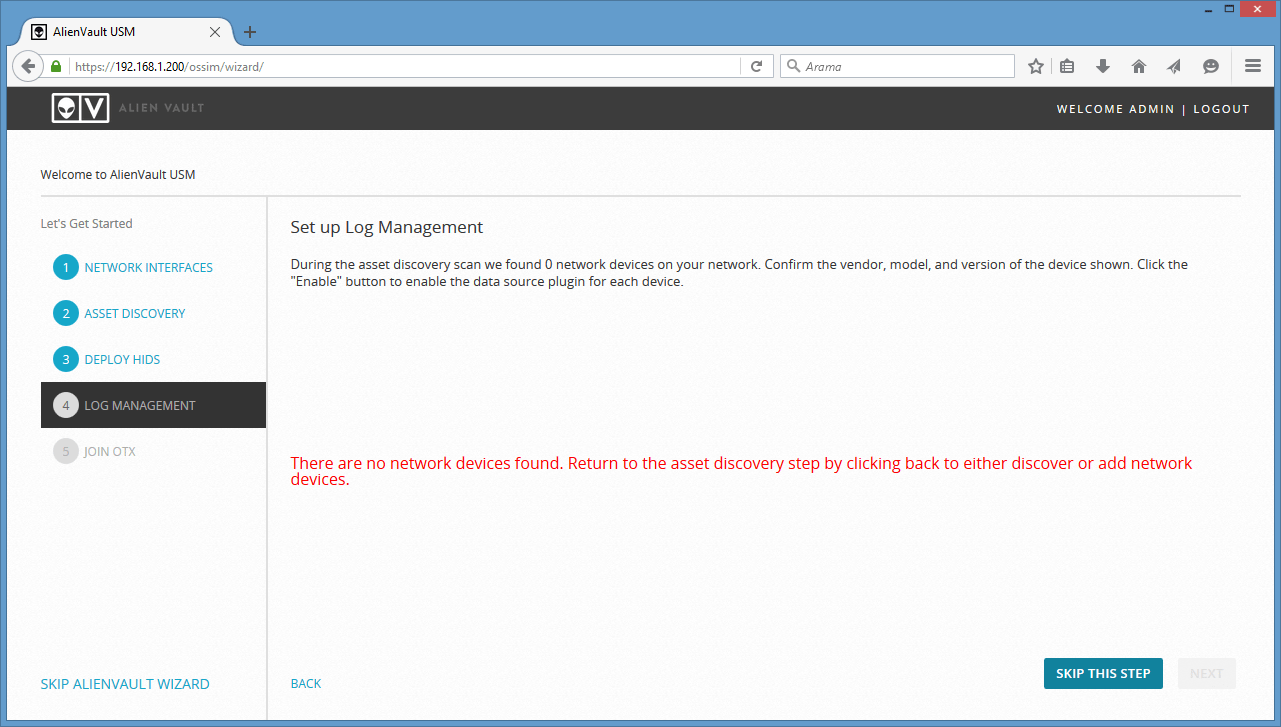 AlienVault USM
https://192.168.1.200/ossim/wizard/
Arama
V ALIEN VAULT
WELCOME ADMIN | LOGOUT
Welcome to AlienVault USM
Let's Get Started
1 NETWORK INTERFACES
2 ASSET DISCOVERY
3 DEPLOY HIDS
4 LOG MANAGEMENT
5 JOIN OTX
SKIP ALIENVAULT WIZARD
Set up Log Management
During the asset discovery scan we found 0 network devices on your network. Confirm the vendor, model, and version of the device shown. Click the
"Enable" button to enable the data source plugin for each device.
There are no network devices found. Return to the asset discovery step by clicking back to either discover or add network
devices.
BACK
SKIP THIS STEP
NEXT